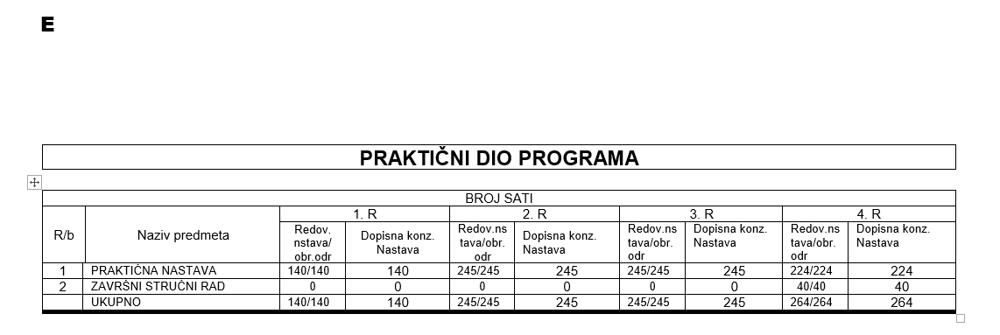 E
PRAKTIČNI DIO PROGRAMA
BROJ SATI
R/b Naziv predmeta 1. R 2. R 3. R 4. R
Redov. nstava/ obr.odr Dopisna konz. Nastava Redov.ns tava/obr. odr Dopisna konz. Nastava Redov.ns tava/obr. odr Dopisna konz. Nastava Redov.ns tava/obr. odr Dopisna konz. Nastava
1 PRAKTIČNA NASTAVA 140/140 140 245/245 245 245/245 245 224/224 224
2 ZAVRŠNI STRUČNI RAD 0 0 0 0 0 0 40/40 40
UKUPNO 140/140 140 245/245 245 245/245 245 264/264 264